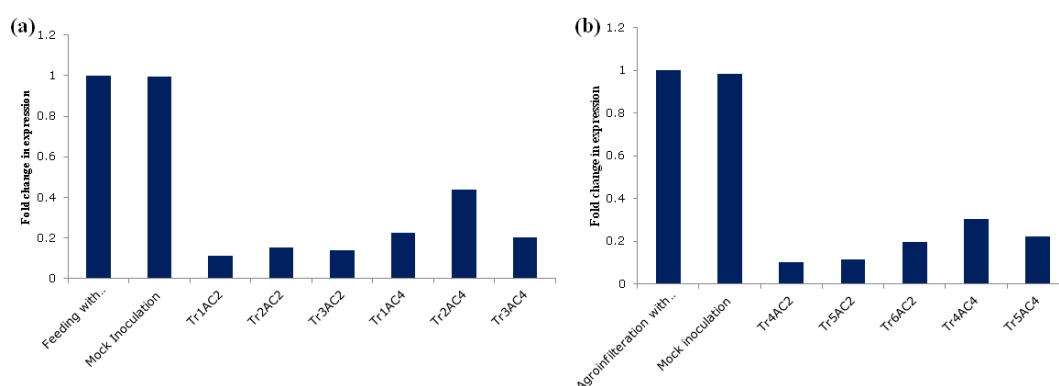 (a)
Fold change in expression
1.2
1
0.8
0.6
0.4
0.2
0
Feeding with..
Mock Inoculation
Tr1AC2
Tr2AC2
Tr3AC2
Tr1AC4
Tr2AC4
Tr3AC4
(b)
Fold change in expression
1.2
1
0.8
0.6
0.4
0.2
0
Agroinfilteration with..
Mock inoculation
Tr4AC2
Tr5AC2
Tr6AC2
Tr4AC4
Tr5AC4